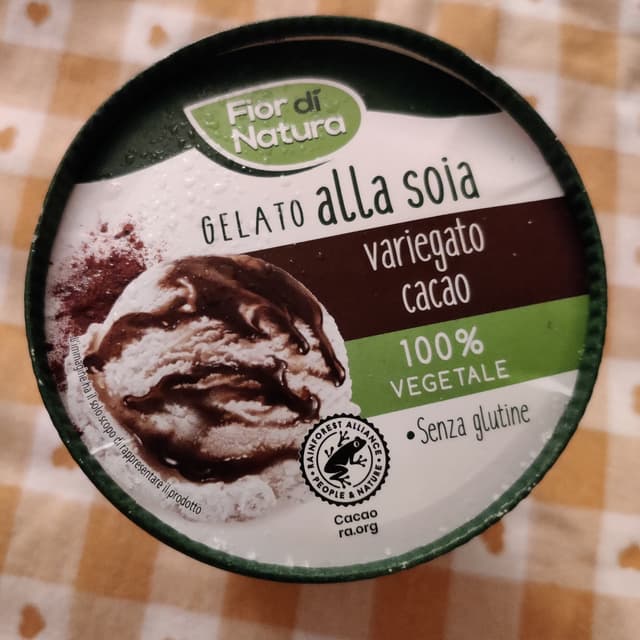 Fior di
Natura
GELATO alla soia
variegato
cacao
100%
VEGETALE
• Senza glutine
RAINFOREST ALLIANCE
• PEOPLE & NATURE •
Cacao
ra.org
l'immagine ha il solo scopo di rappresentare il prodotto